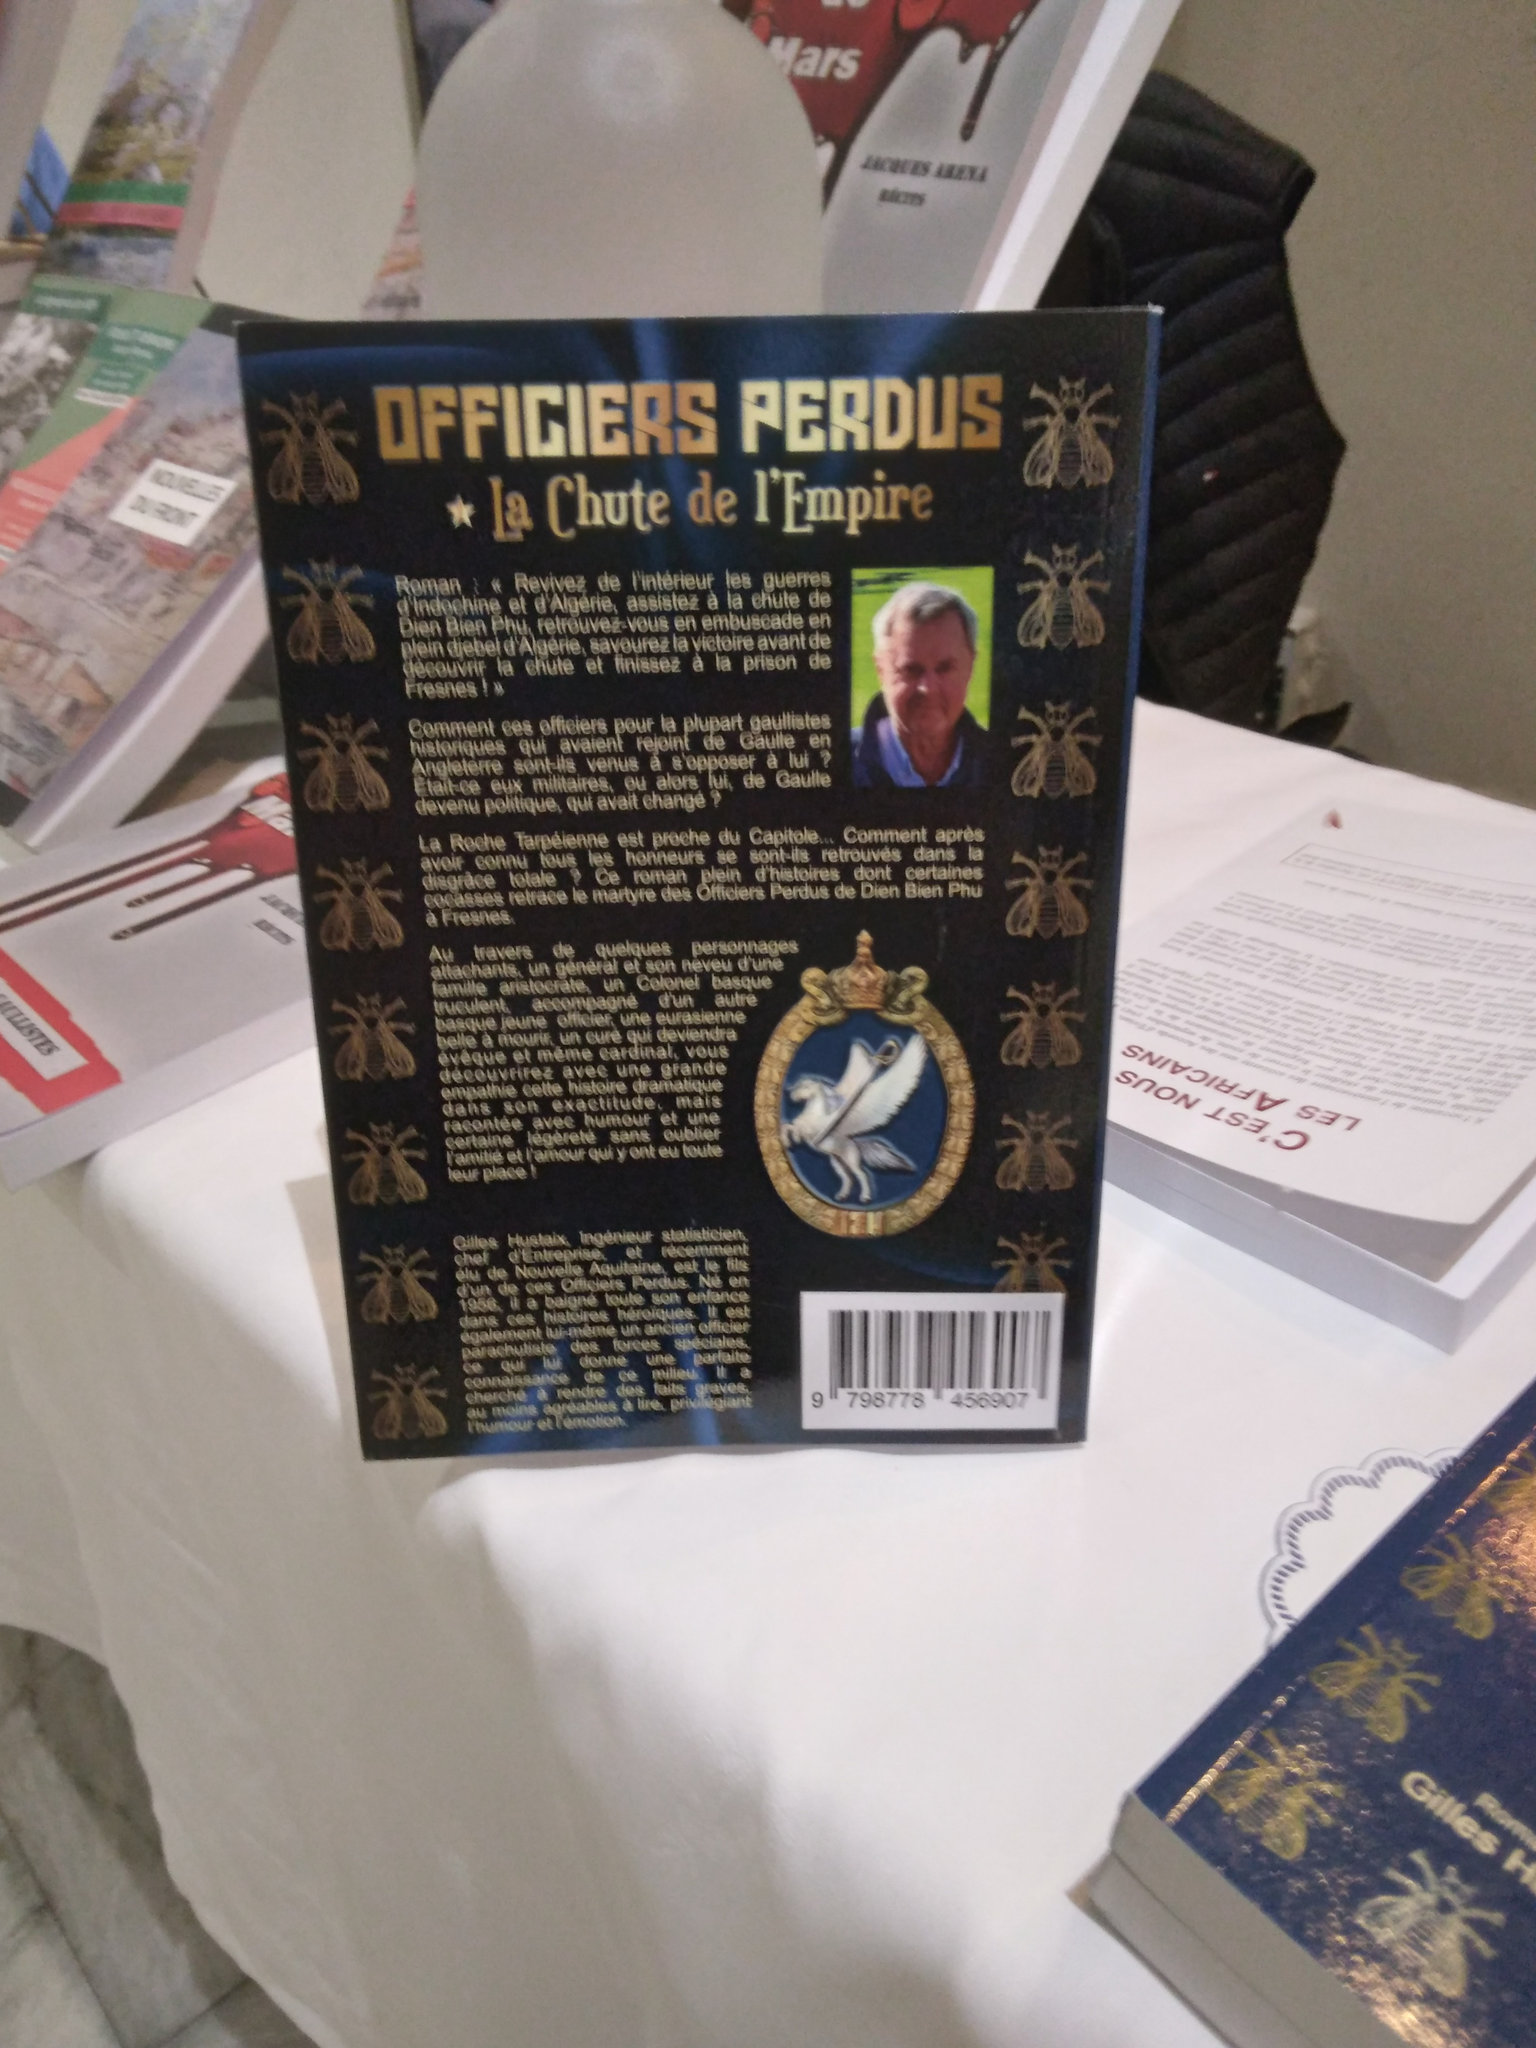 Mars
JACQUES ARENA
RÉCITS
NOUVELLES
DU FRONT
OFFICIERS PERDUS
La Chute de l'Empire
Roman : « Revivez de l'intérieur les guerres
d'Indochine et d'Algérie, assistez à la chute de
Dien Bien Phu, retrouvez-vous en embuscade en
plein djebel d'Algérie, savourez la victoire avant de
découvrir la chute et finissez à la prison de
Fresnes ! »
Comment ces officiers pour la plupart gaullistes
historiques qui avaient rejoint de Gaulle en
Angleterre sont-ils venus à s'opposer à lui ?
Etait-ce eux militaires, ou alors lui, de Gaulle
devenu politique, qui avait changé ?
La Roche Tarpéienne est proche du Capitole... Comment après
avoir connu tous les honneurs se sont-ils retrouvés dans la
disgrâce totale ? Ce roman plein d'histoires dont certaines
cocasses retrace le martyre des Officiers Perdus de Dien Bien Phu
à Fresnes.
Au travers de quelques personnages
attachants, un général et son neveu d'une
famille aristocrate, un Colonel basque
truculent, accompagné d'un autre
basque jeune officier, une eurasienne
belle à mourir, un curé qui deviendra
évêque et même cardinal, vous
découvrirez avec une grande
empathie cette histoire dramatique
dans son exactitude, mais
racontée avec humour et une
certaine légèreté sans oublier
l'amitié et l'amour qui y ont eu toute
leur place !
Gilles Hustaix, Ingénieur statisticien,
chef d'Entreprise, et récemment
élu de Nouvelle Aquitaine, est le fils
d'un de ces Officiers Perdus. Né en
1956, il a baigné toute son enfance
dans ces histoires héroïques. Il est
également lui-même un ancien officier
parachutiste des forces spéciales,
ce qui lui donne une parfaite
connaissance de ce milieu. Il a
cherché à rendre des faits graves,
au moins agréables à lire, privilégiant
l'humour et l'émotion.
9 798778 456907
C'EST NOUS
LES AFRICAINS
Gilles H